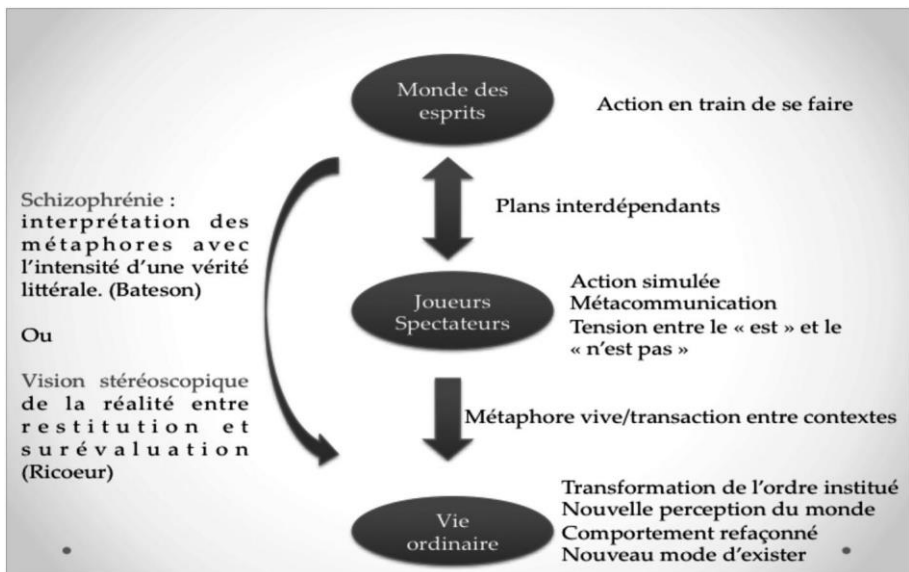 Monde des
esprits
Action en train de se faire
Schizophrénie :
interprétation des
métaphores avec
l'intensité d'une vérité
littérale. (Bateson)
Ou
Vision stéréoscopique
de la réalité entre
restitution et
surévaluation
(Ricoeur)
Plans interdépendants
Joueurs
Spectateurs
Action simulée
Métacommunication
Tension entre le « est » et le
« n'est pas »
Métaphore vive/transaction entre contextes
Vie
ordinaire
Transformation de l'ordre institué
Nouvelle perception du monde
Comportement refaçonné
Nouveau mode d'exister